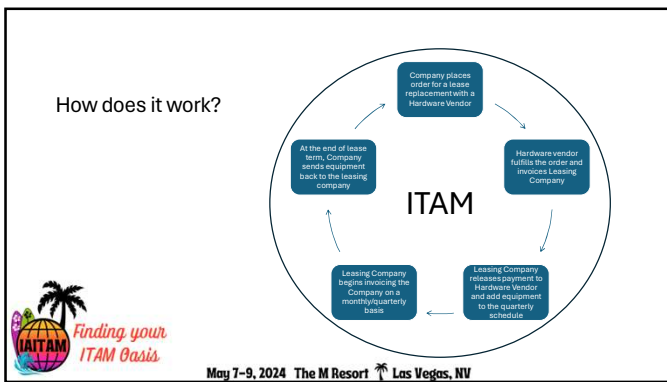 How does it work?
Company places
order for a lease
replacement with a
Hardware Vendor
Hardware vendor
fulfills the order and
invoices Leasing
Company
Leasing Company
releases payment to
Hardware Vendor
and add equipment
to the quarterly
schedule
Leasing Company
begins invoicing the
Company on a
monthly/quarterly
basis
At the end of lease
term, Company
sends equipment
back to the leasing
company
ITAM
IAITAM
Finding your
ITAM Oasis
May 7-9, 2024 The M Resort Las Vegas, NV